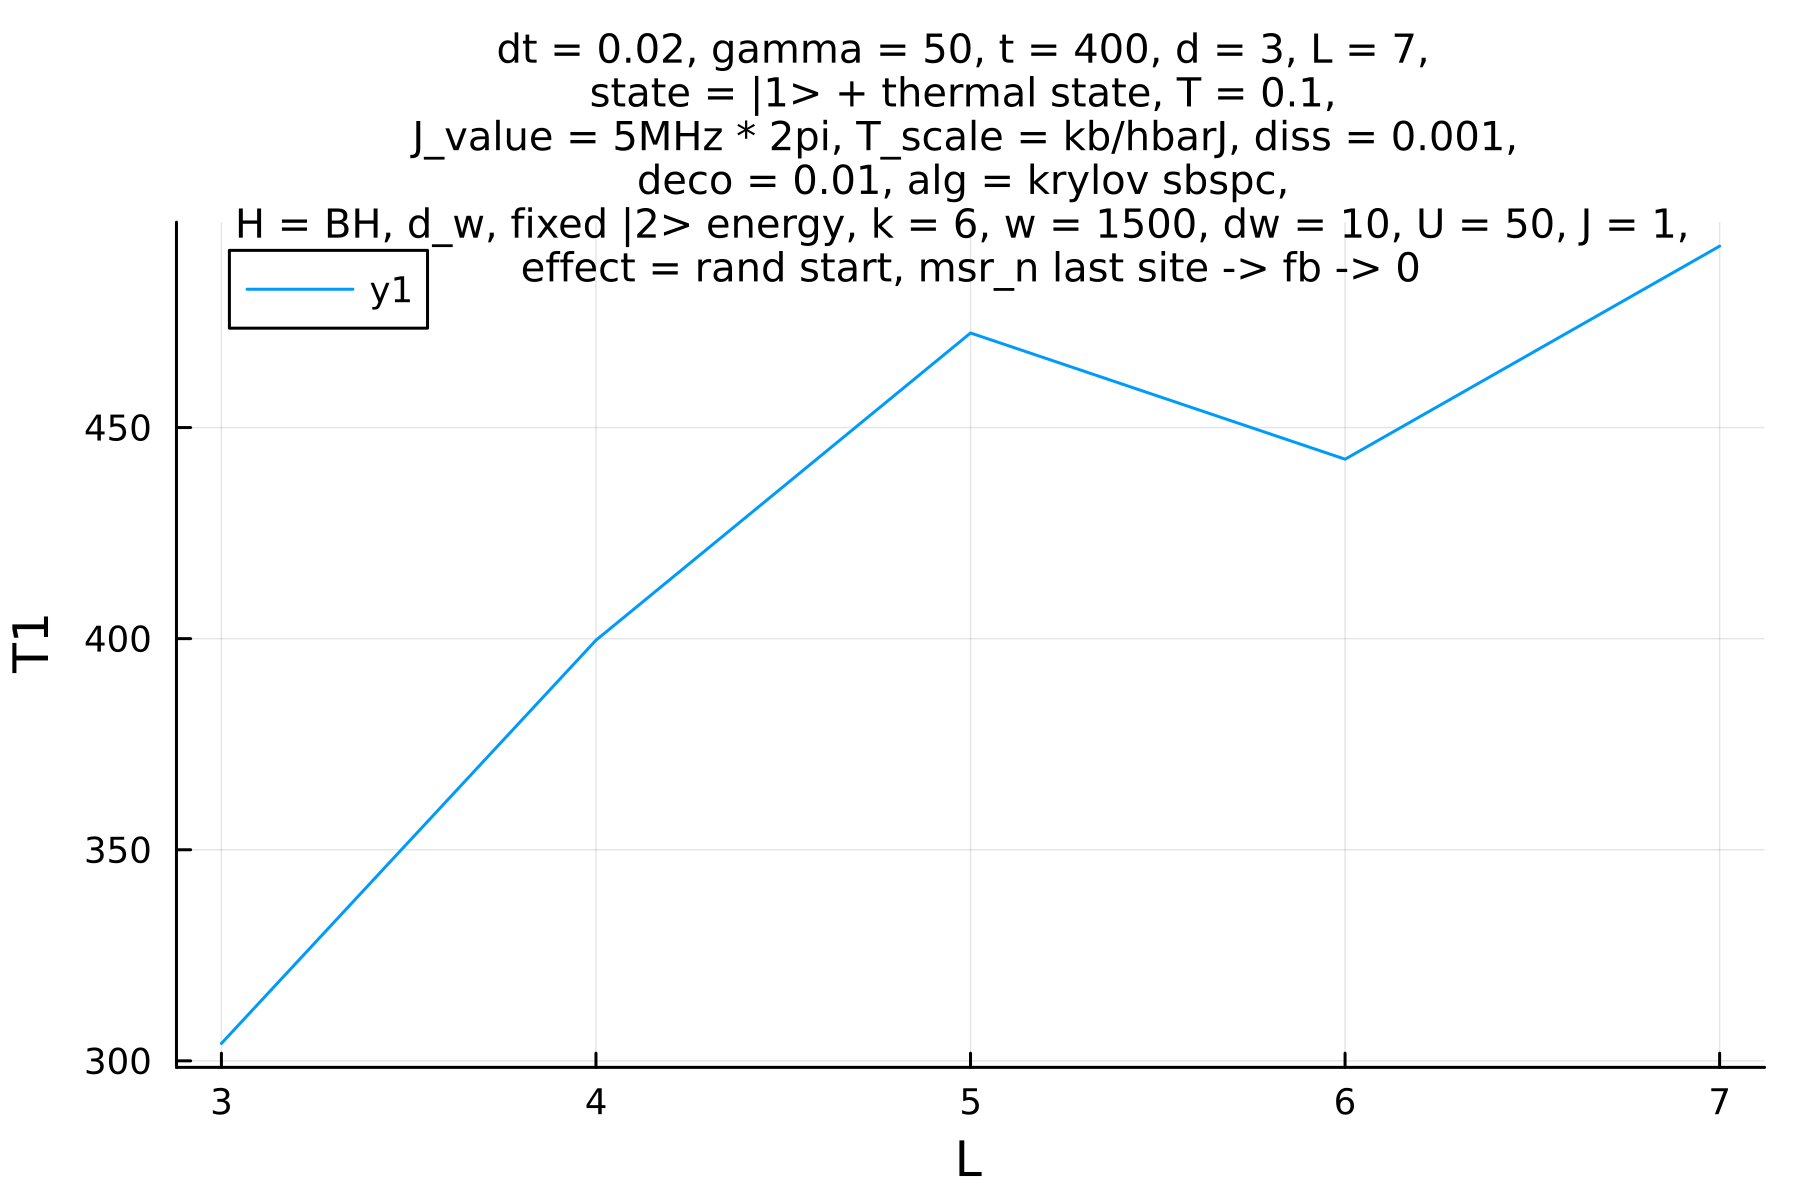 dt = 0.02, gamma = 50, t = 400, d = 3, L = 7,
state = |1> + thermal state, T = 0.1,
J_value = 5MHz * 2pi, T_scale = kb/hbarJ, diss = 0.001,
deco = 0.01, alg = krylov sbspc,
H = BH, d_w, fixed |2> energy, k = 6, w = 1500, dw = 10, U = 50, J = 1,
effect = rand start, msr_n last site -> fb -> 0
y1
450
400
350
300
T1
3 4 5 6 7
L